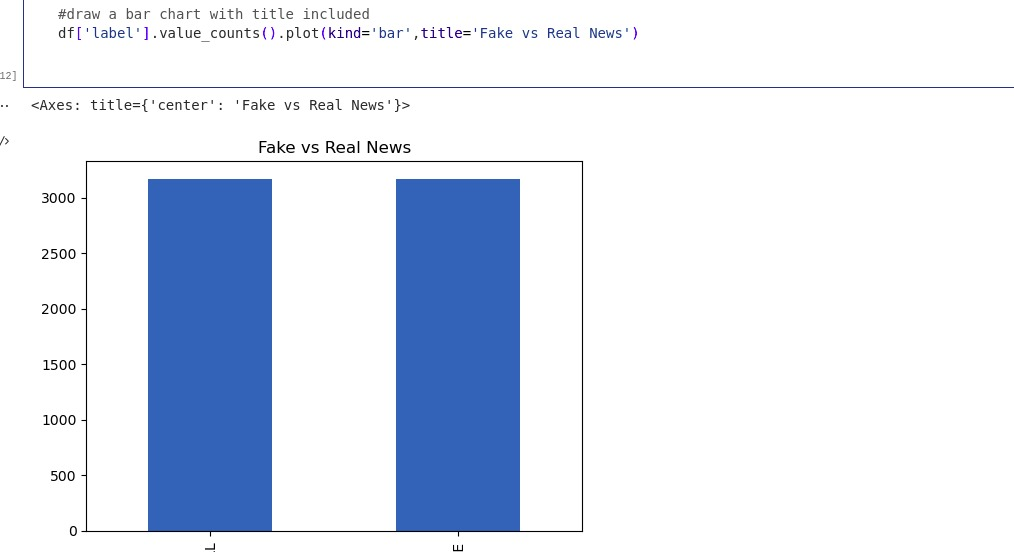 #draw a bar chart with title included
df['label'].value_counts().plot(kind='bar',title='Fake vs Real News')
12]
<Axes: title={'center': 'Fake vs Real News'}>
Fake vs Real News
3000
2500
2000
1500
1000
500
0
L
E